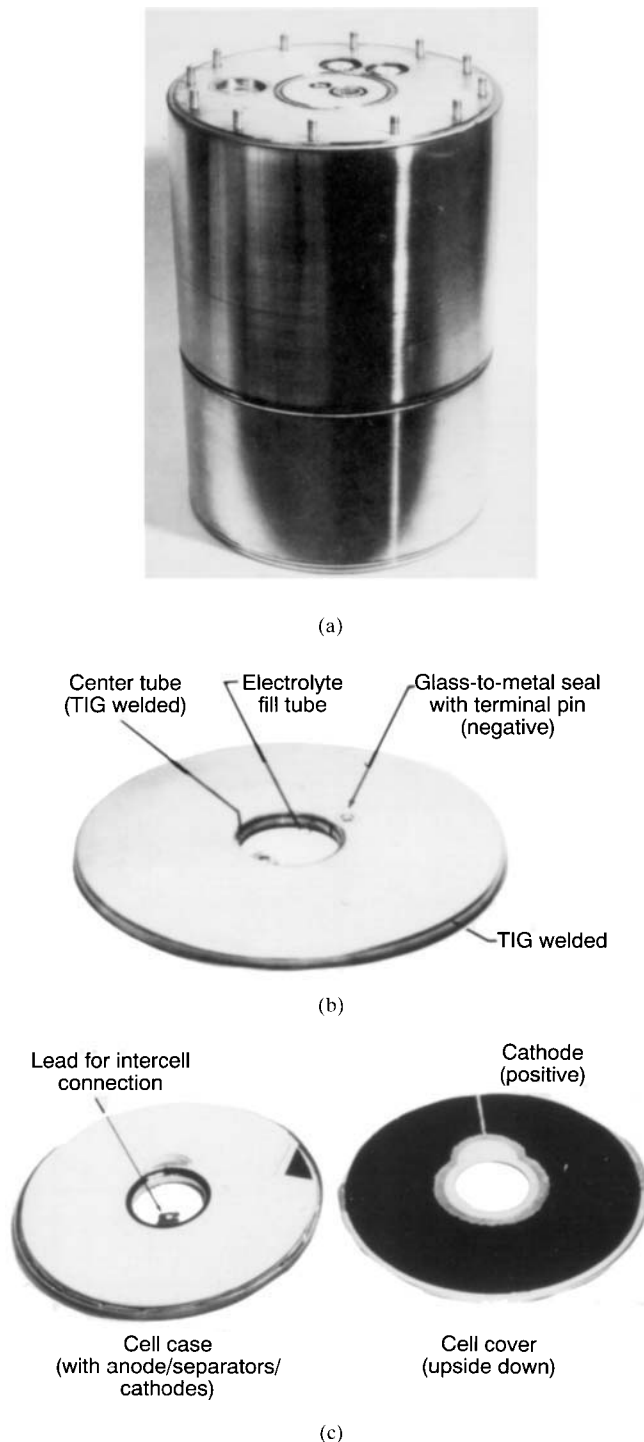 (a)
Center tube
(TIG welded)
Electrolyte
fill tube
Glass-to-metal seal
with terminal pin
(negative)
TIG welded
(b)
Lead for intercell
connection
Cathode
(positive)
Cell case
(with anode/separators/
cathodes)
Cell cover
(upside down)
(c)